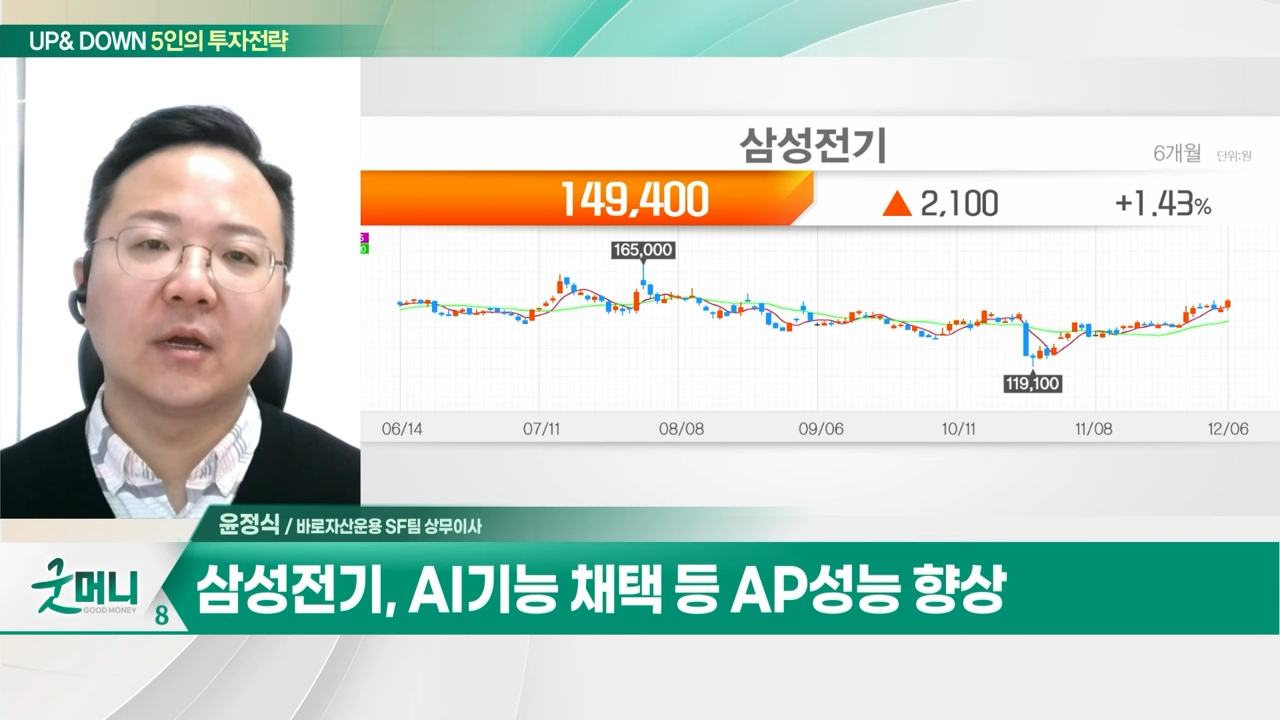 UP& DOWN 5인의 투자전략
삼성전기
6개월 단위:원
149,400 ▲ 2,100 +1.43%
165,000
119,100
06/14 07/11 08/08 09/06 10/11 11/08 12/06
윤정식 / 바로자산운용 SF팀 상무이사
굿머니
GOOD MONEY
8
삼성전기, AI기능 채택 등 AP성능 향상